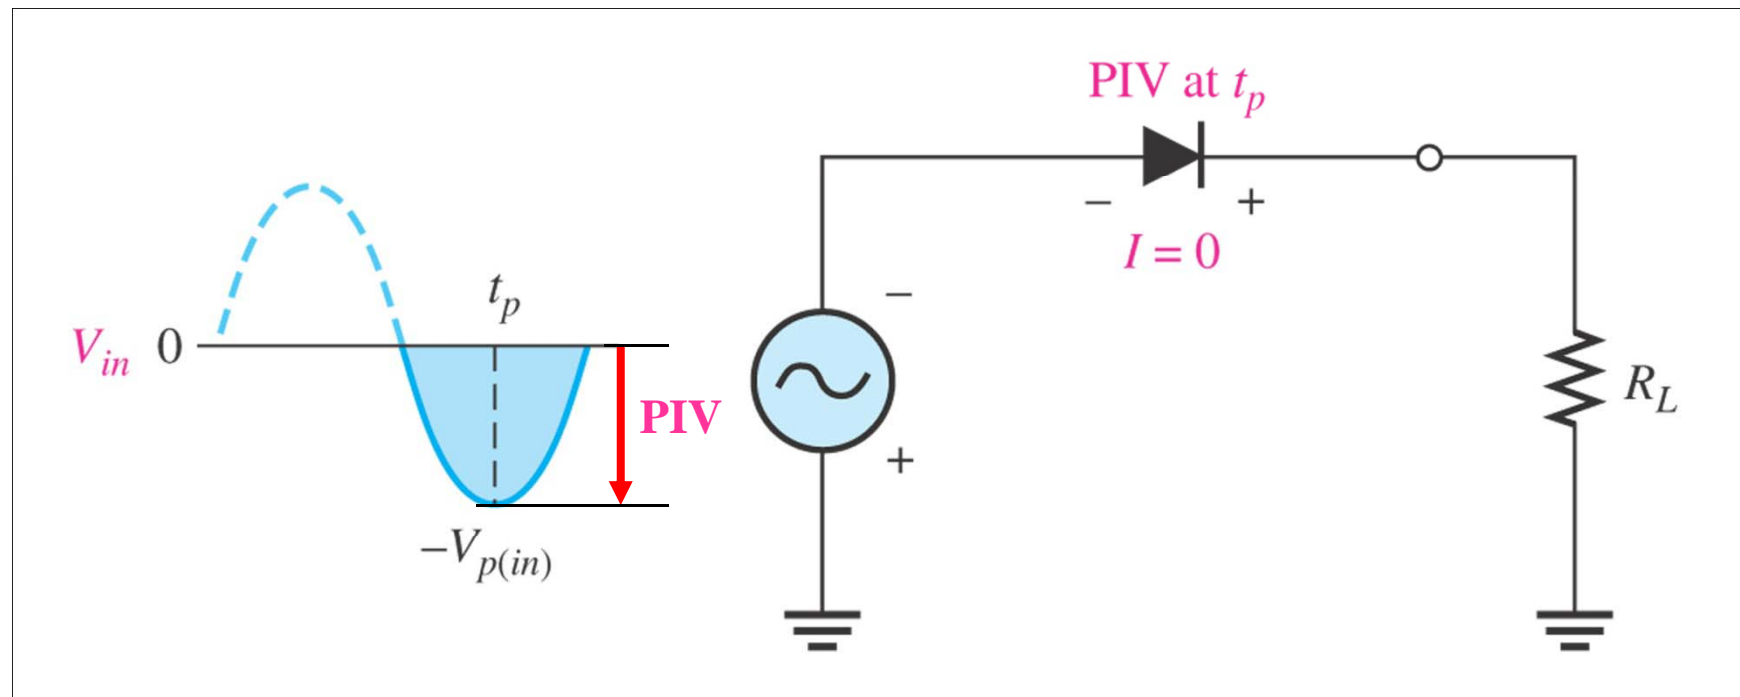 PIV at tp
− +
I = 0
tp
−
Vin 0
PIV
RL
+
−Vp(in)